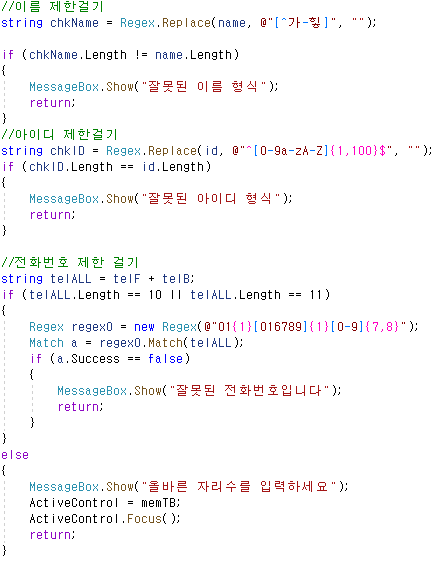 //이름 제한걸기
string chkName = Regex.Replace(name, @"[^가-힣]", "");
if (chkName.Length != name.Length)
{
MessageBox.Show("잘못된 이름 형식");
return;
}
//아이디 제한걸기
string chkID = Regex.Replace(id, @"^[0-9a-zA-Z]{1,100}$", "");
if (chkID.Length == id.Length)
{
MessageBox.Show("잘못된 아이디 형식");
return;
}
//전화번호 제한 걸기
string telALL = telF + telB;
if (telALL.Length == 10 || telALL.Length == 11)
{
Regex regex0 = new Regex(@"01{1}[016789]{1}[0-9]{7,8}");
Match a = regex0.Match(telALL);
if (a.Success == false)
{
MessageBox.Show("잘못된 전화번호입니다");
return;
}
}
else
{
MessageBox.Show("올바른 자리수를 입력하세요");
ActiveControl = memTB;
ActiveControl.Focus();
return;
}